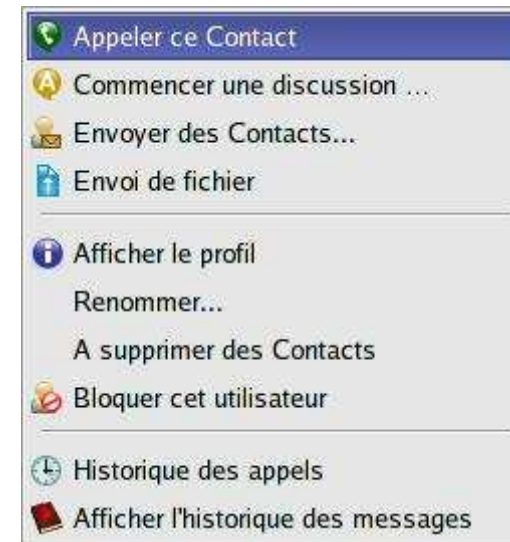 Appeler ce Contact
Commencer une discussion ...
Envoyer des Contacts...
Envoi de fichier
Afficher le profil
Renommer...
A supprimer des Contacts
Bloquer cet utilisateur
Historique des appels
Afficher l'historique des messages